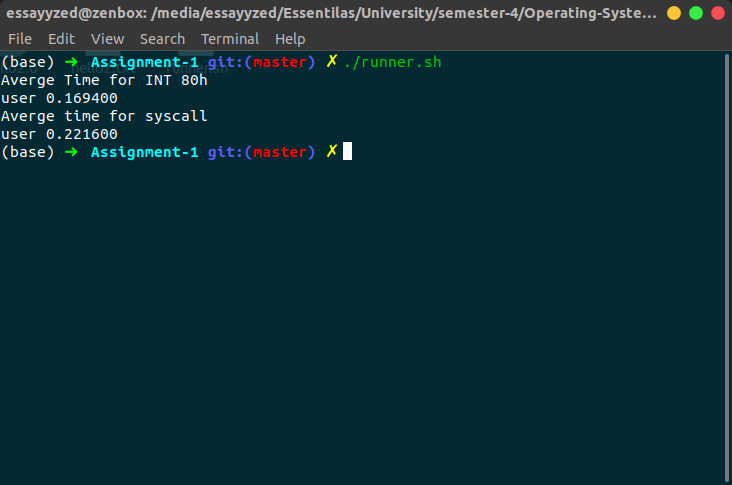 essayyzed@zenbox: /media/essayyzed/Essentilas/University/semester-4/Operating-Syste...
File Edit View Search Terminal Help
(base) ➜ Assignment-1 git:(master) ✗ ./runner.sh
Averge Time for INT 80h
user 0.169400
Averge time for syscall
user 0.221600
(base) ➜ Assignment-1 git:(master) ✗